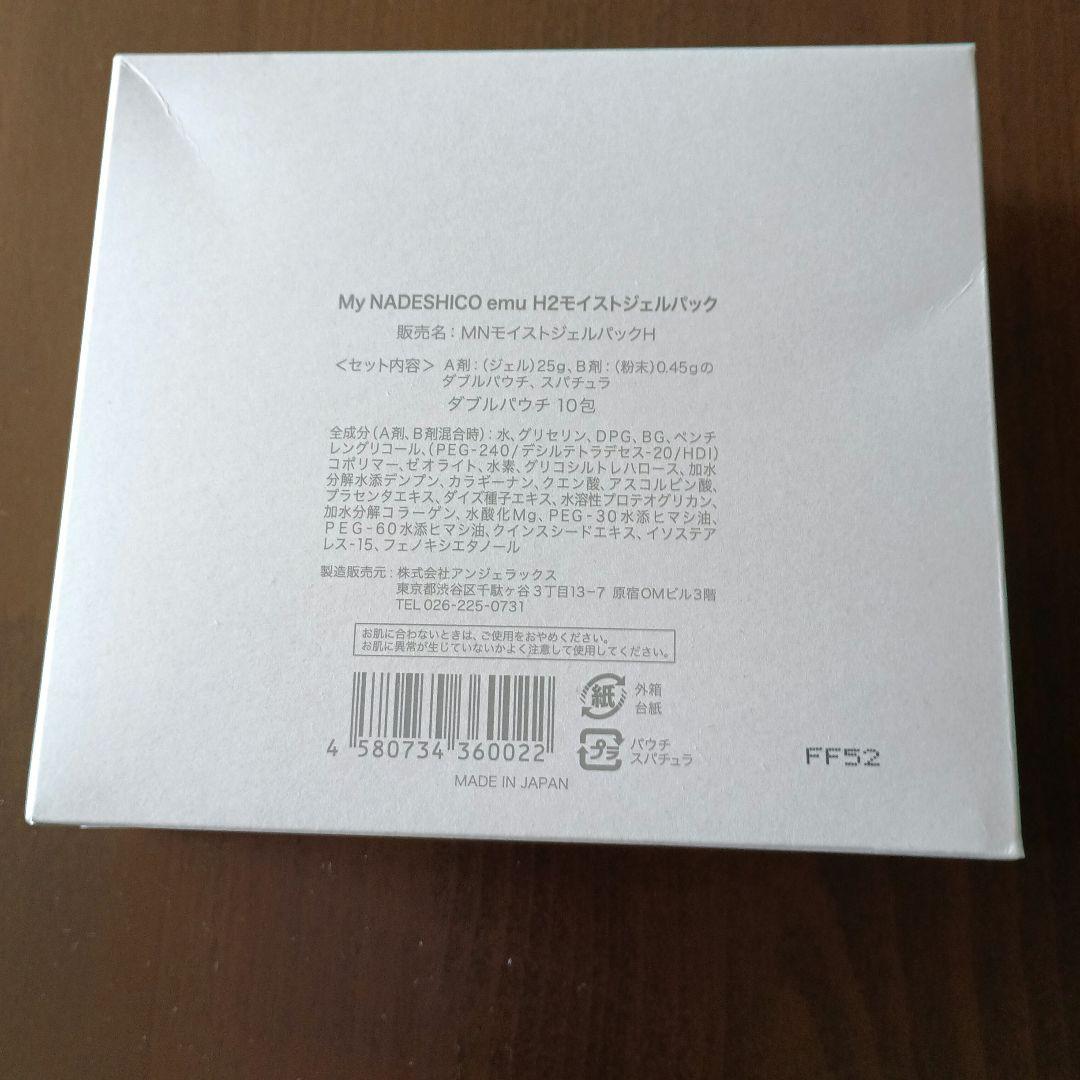 My NADESHICO emu H2モイストジェルパック
販売名：MNモイストジェルパックH
＜セット内容＞ A剤：（ジェル）25g、B剤：（粉末）0.45gの
ダブルパウチ、スパチュラ
ダブルパウチ 10包
全成分（A剤、B剤混合時）：水、グリセリン、DPG、BG、ペンチ
レングリコール、（PEG-240/デシルテトラデセス-20/HDI）
コポリマー、ゼオライト、水素、グリコシルトレハロース、加水
分解水添デンプン、カラギーナン、クエン酸、アスコルビン酸、
プラセンタエキス、ダイズ種子エキス、水溶性プロテオグリカン、
加水分解コラーゲン、水酸化Mg、PEG-30水添ヒマシ油、
PEG-60水添ヒマシ油、クインスシードエキス、イソステア
レス-15、フェノキシエタノール
製造販売元：株式会社アンジェラックス
東京都渋谷区千駄ヶ谷3丁目13-7 原宿OMビル3階
TEL 026-225-0731
お肌に合わないときは、ご使用をおやめください。
お肌に異常が生じていないかよく注意して使用してください。
紙 外箱
台紙
4 580734 360022
プラ パウチ
スパチュラ
FF52
MADE IN JAPAN